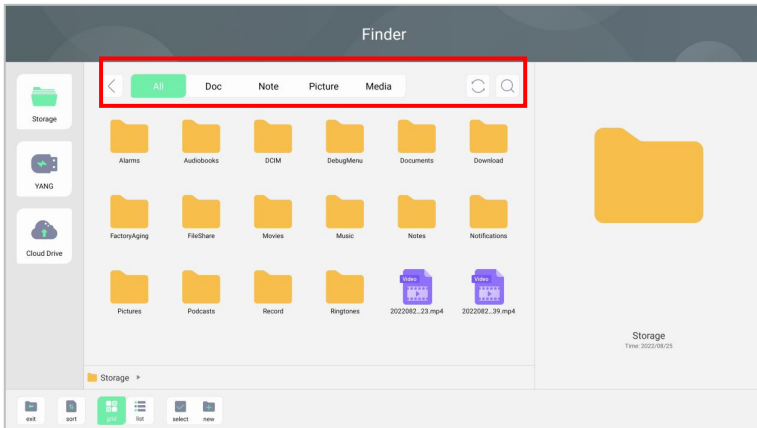 Finder
All Doc Note Picture Media
Storage
YANG
Cloud Drive
Alarms Audiobooks DCIM DebugMenu Documents Download
FactoryAging FileShare Movies Music Notes Notifications
Video Video
Pictures Podcasts Record Ringtones 2022082...23.mp4 2022082...39.mp4
Storage
Time: 2022/08/25
Storage
exit sort grid list select new